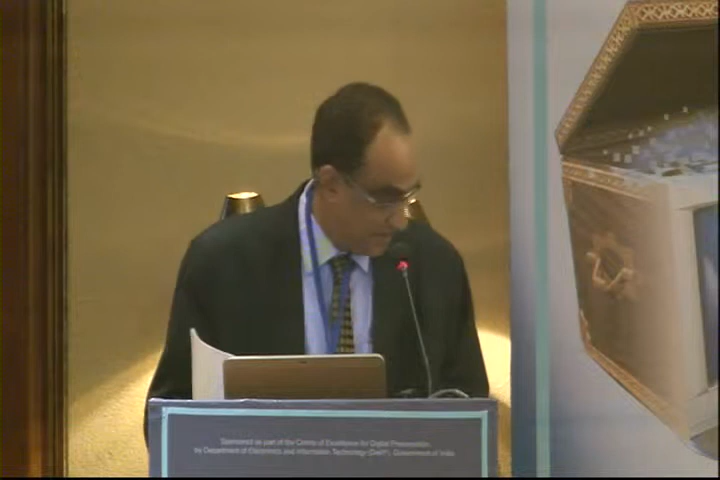 Sponsored as part of the Centre of Excellence for Digital Preservation,
by Department of Electronics and Information Technology (DeitY), Government of India